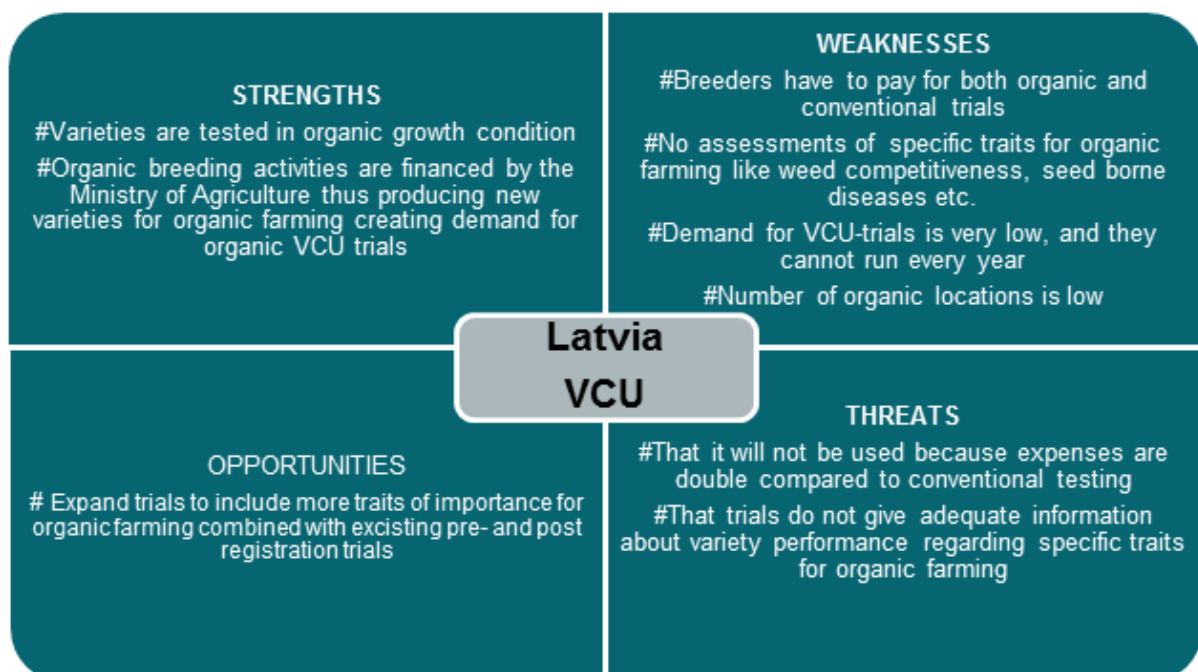 STRENGTHS
#Varieties are tested in organic growth condition
#Organic breeding activities are financed by the
Ministry of Agriculture thus producing new
varieties for organic farming creating demand for
organic VCU trials
WEAKNESSES
#Breeders have to pay for both organic and
conventional trials
#No assessments of specific traits for organic
farming like weed competitiveness, seed borne
diseases etc.
#Demand for VCU-trials is very low, and they
cannot run every year
#Number of organic locations is low
Latvia
VCU
OPPORTUNITIES
# Expand trials to include more traits of importance for
organic farming combined with excisting pre- and post
registration trials
THREATS
#That it will not be used because expenses are
double compared to conventional testing
#That trials do not give adequate information
about variety performance regarding specific traits
for organic farming